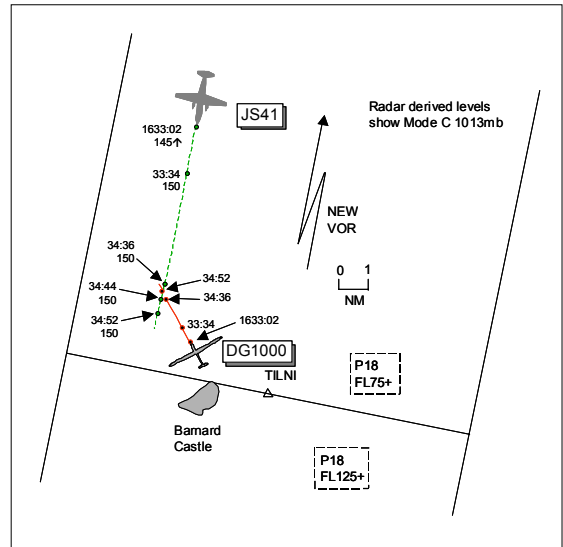 JS41
Radar derived levels
show Mode C 1013mb
1633:02
145↑
33:34
150
NEW
VOR
34:36
150
34:52
34:44
150
34:36
0 1
NM
34:52
150
33:34
1633:02
DG1000
TILNI
P18
FL75+
Barnard
Castle
P18
FL125+